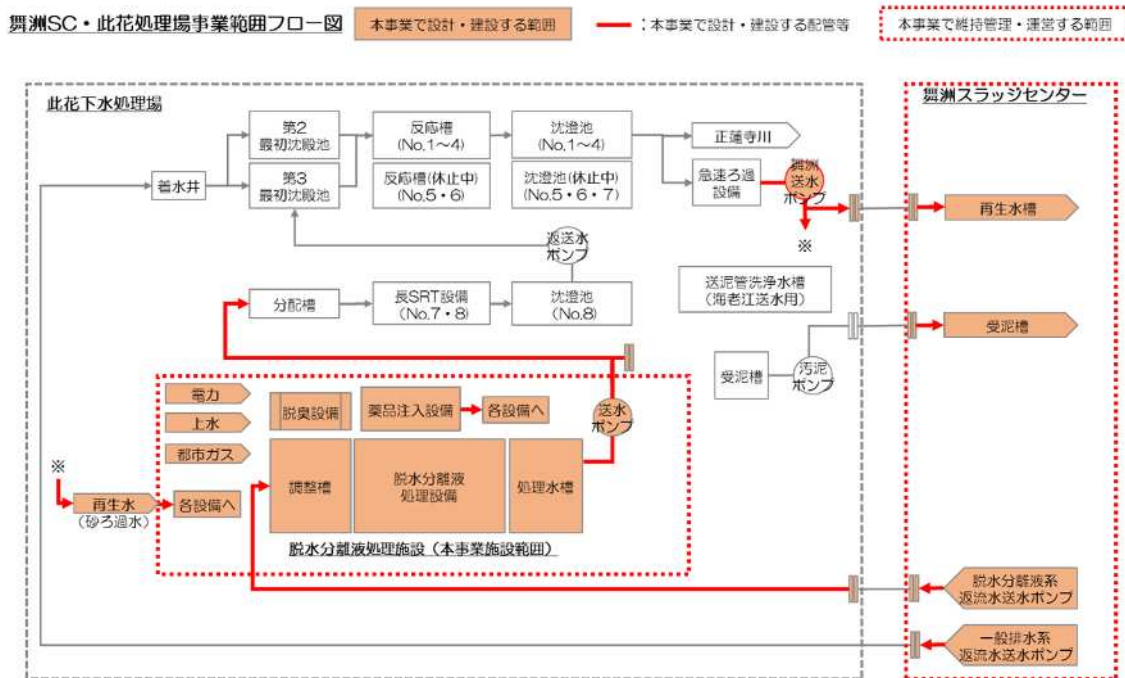 舞洲SC・此花処理場事業範囲フロー図
本事業で設計・建設する範囲
：本事業で設計・建設する配管等
本事業で維持管理・運営する範囲
此花下水処理場
舞洲スラッジセンター
着水井
第2
最初沈殿池
第3
最初沈殿池
反応槽
(No.1～4)
反応槽(休止中)
(No.5・6)
沈澄池
(No.1～4)
沈澄池(休止中)
(No.5・6・7)
正蓮寺川
急速ろ過
設備
舞洲
送水
ポンプ
※
再生水槽
返送水
ポンプ
分配槽
長SRT設備
(No.7・8)
沈澄池
(No.8)
送泥管洗浄水槽
(海老江送水用)
受泥槽
汚泥
ポンプ
受泥槽
電力
上水
都市ガス
脱臭設備
薬品注入設備
各設備へ
送水
ポンプ
※
再生水
(砂ろ過水)
各設備へ
調整槽
脱水分離液
処理設備
処理水槽
脱水分離液処理施設（本事業施設範囲）
脱水分離液系
返流水送水ポンプ
一般排水系
返流水送水ポンプ